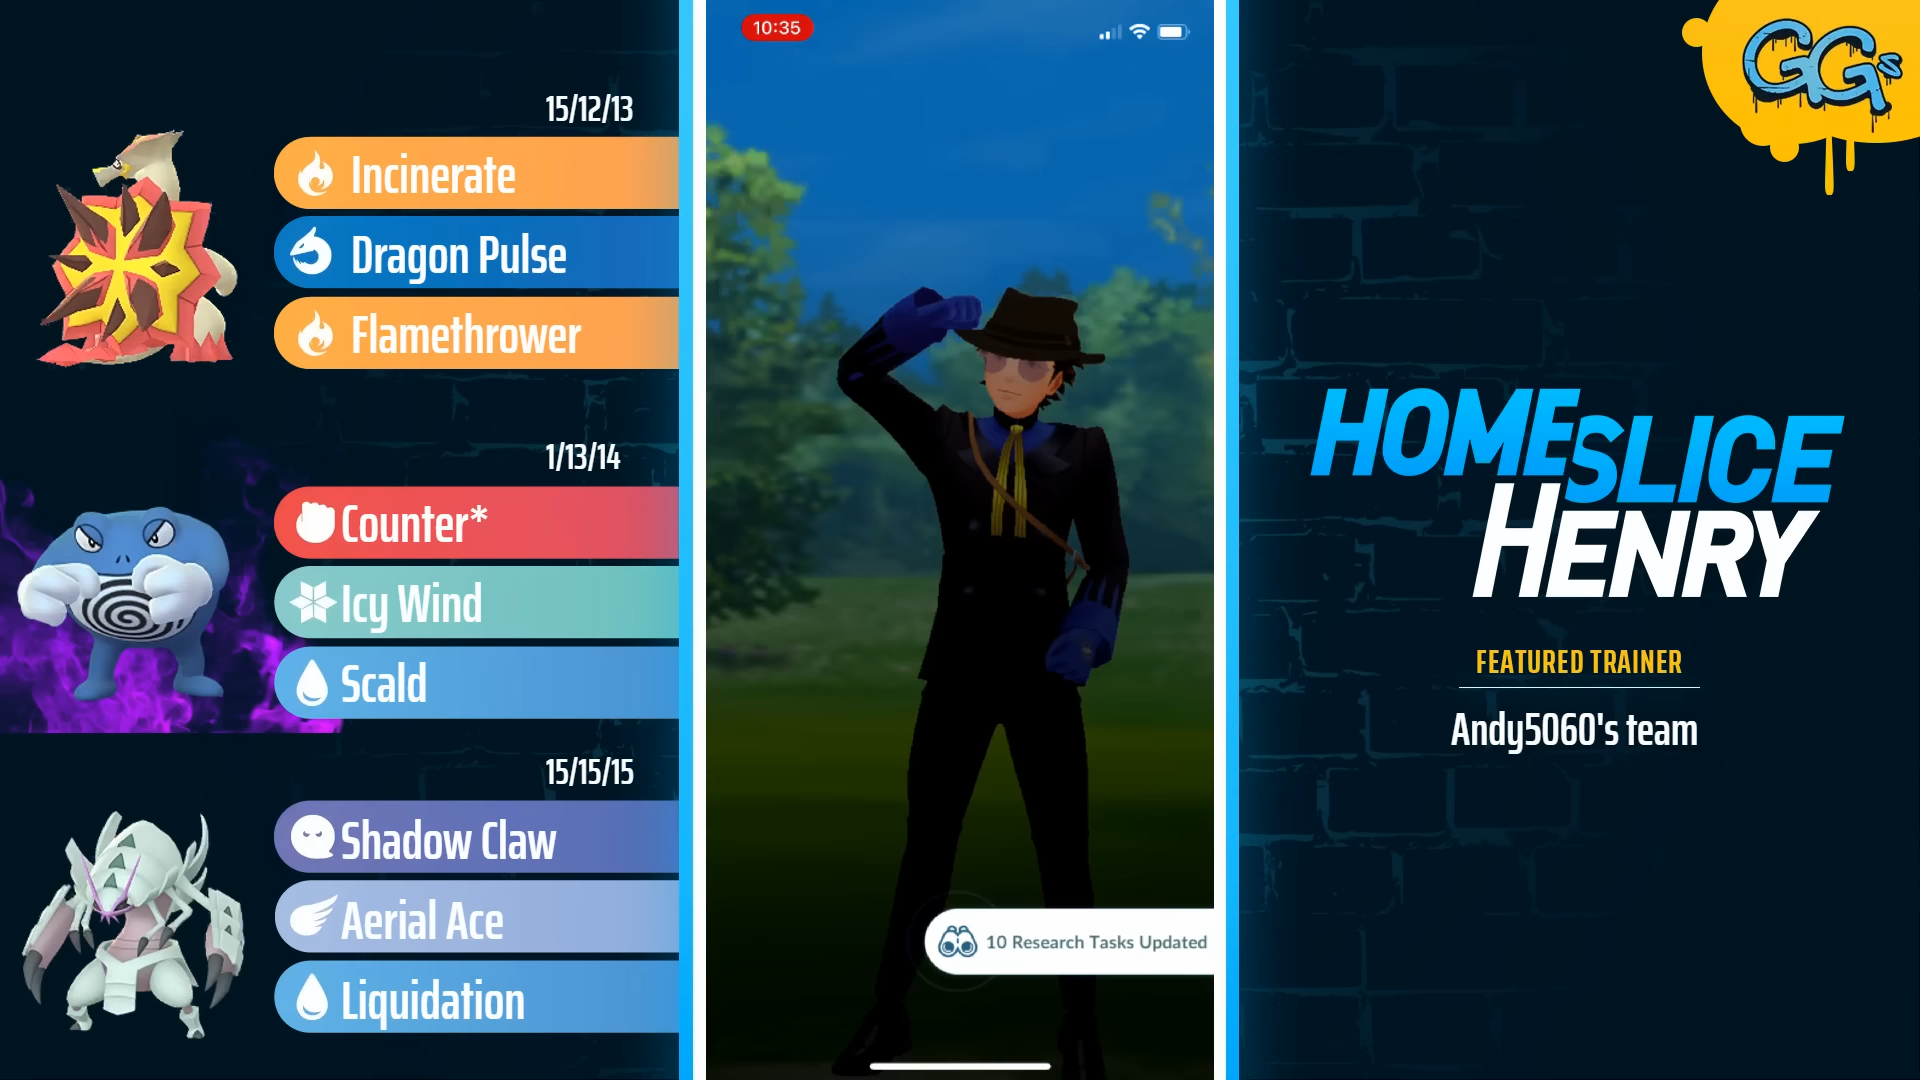 15/12/13
Incinerate
Dragon Pulse
Flamethrower
1/13/14
Counter*
Icy Wind
Scald
15/15/15
Shadow Claw
Aerial Ace
Liquidation
10:35
10 Research Tasks Updated
GGs
HOMESLICE
HENRY
FEATURED TRAINER
Andy5060's team